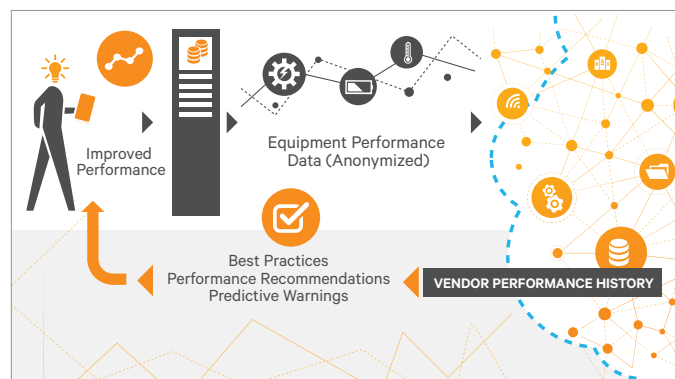 Improved
Performance
Equipment Performance
Data (Anonymized)
Best Practices
Performance Recommendations
Predictive Warnings
VENDOR PERFORMANCE HISTORY